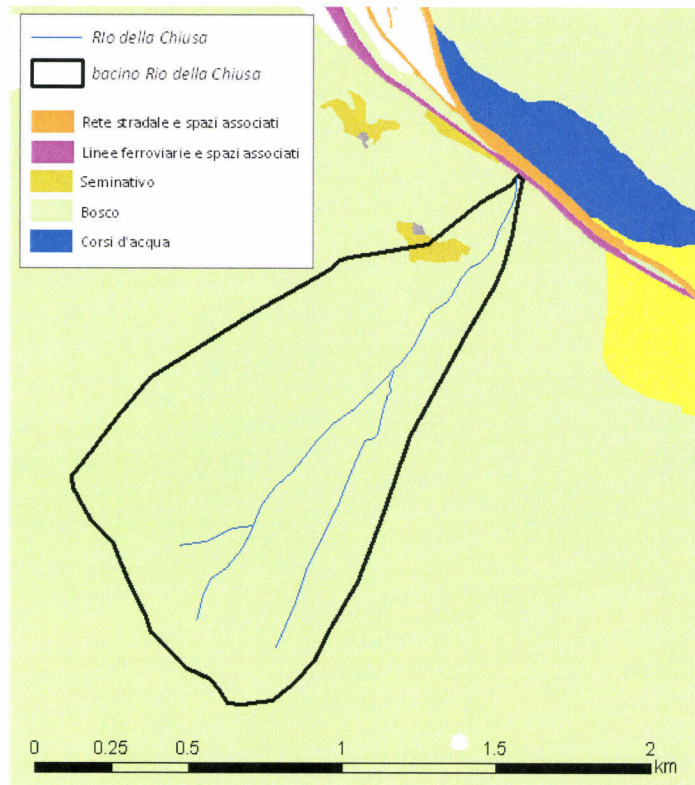 RIo della Chiusa
bacino Rio della Chiusa
Rete stradale e spazi associati
Linee ferroviarie e spazi associati
Seminativo
Bosco
Corsi d'acqua
0 0.25 0.5 1 1.5 2
km